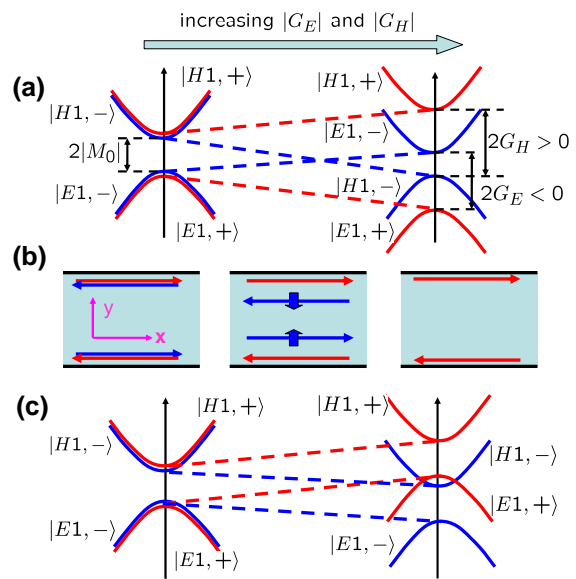 increasing |G_E| and |G_H|
(a)
|H1,+⟩
|H1,+⟩
|H1,−⟩
|E1,−⟩
2G_H > 0
2|M_0|
|E1,−⟩
|H1,−⟩
2G_E < 0
|E1,+⟩
|E1,+⟩
(b)
y
x
(c)
|H1,+⟩
|H1,+⟩
|H1,−⟩
|H1,−⟩
|E1,+⟩
|E1,−⟩
|E1,+⟩
|E1,−⟩